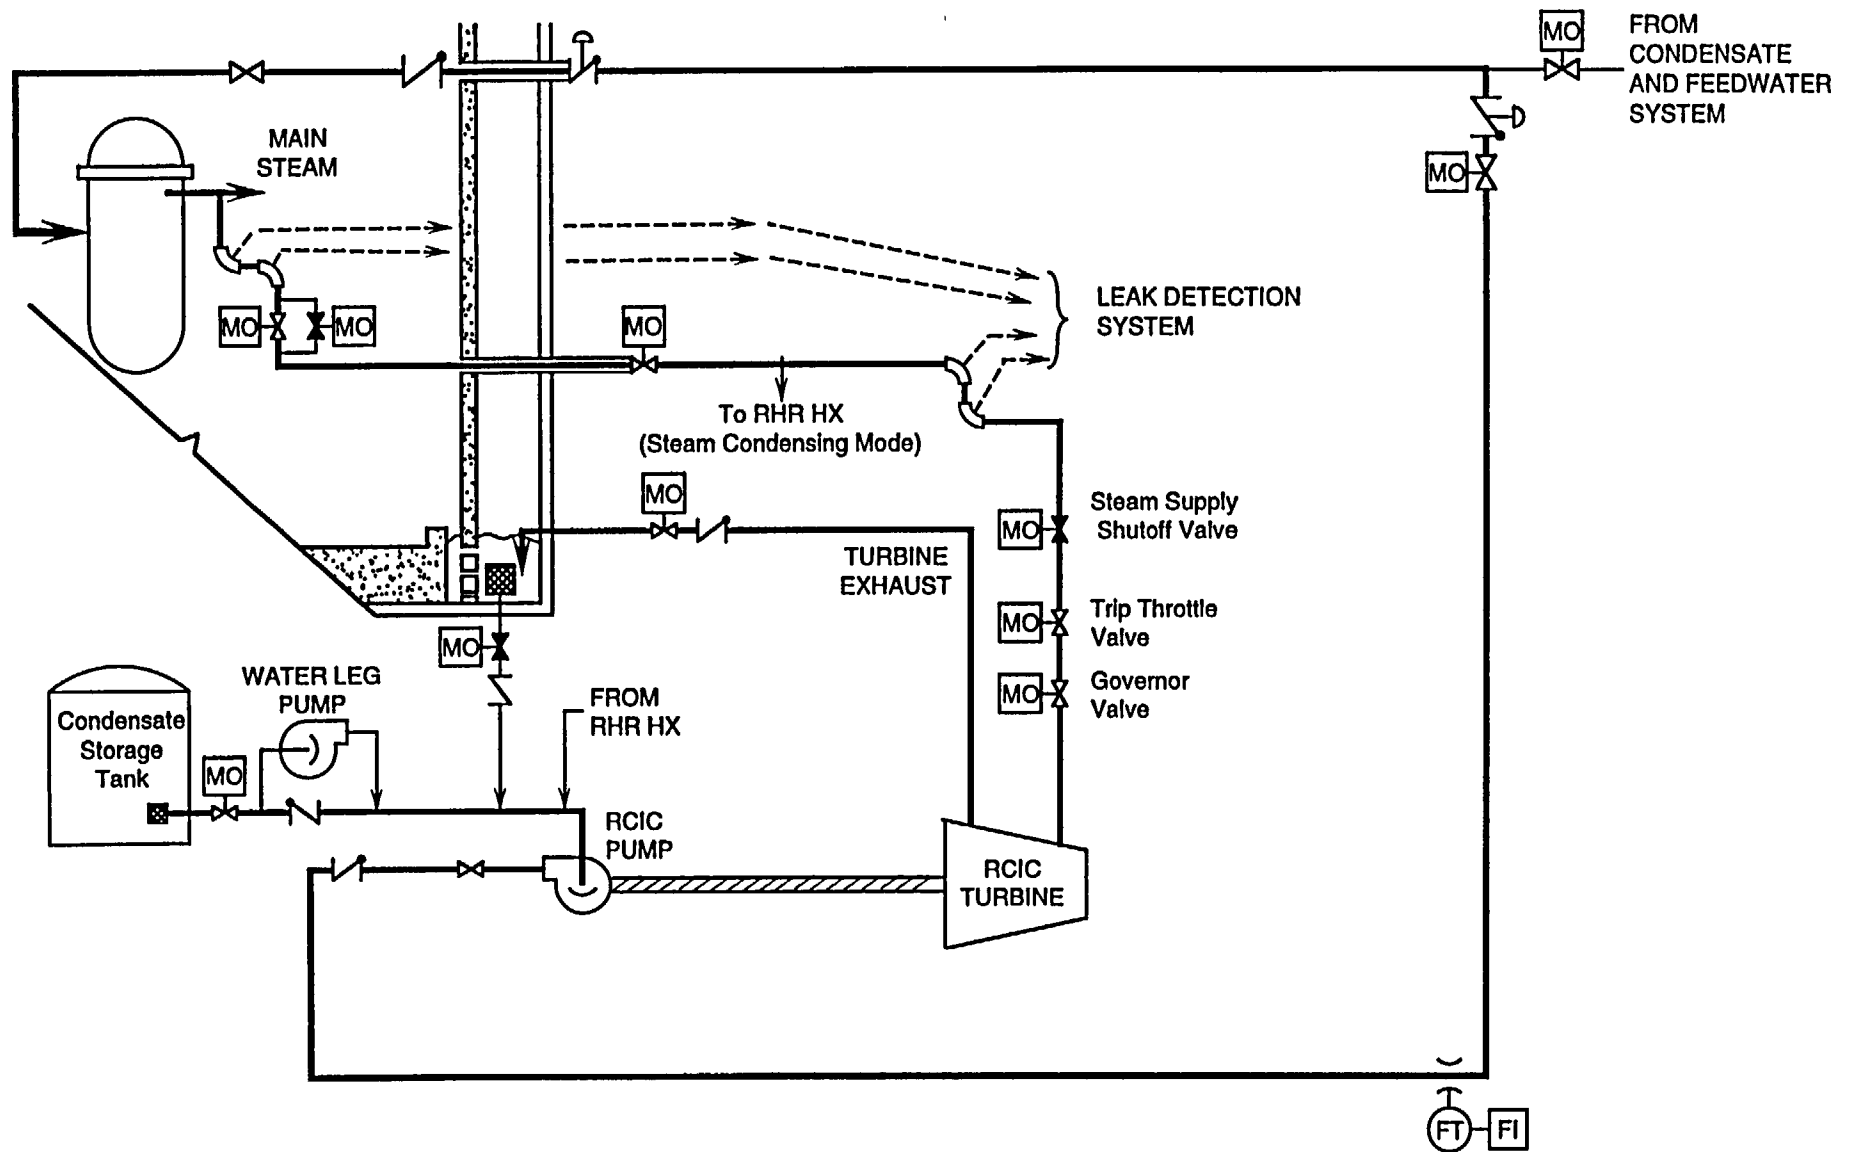 MO
FROM
CONDENSATE
AND FEEDWATER
SYSTEM
MAIN
STEAM
MO
LEAK DETECTION
SYSTEM
MO
MO
MO
To RHR HX
(Steam Condensing Mode)
MO
Steam Supply
Shutoff Valve
MO
TURBINE
EXHAUST
MO
Trip Throttle
Valve
MO
WATER LEG
PUMP
FROM
RHR HX
MO
Governor
Valve
Condensate
Storage
Tank
MO
RCIC
PUMP
RCIC
TURBINE
FT
FI